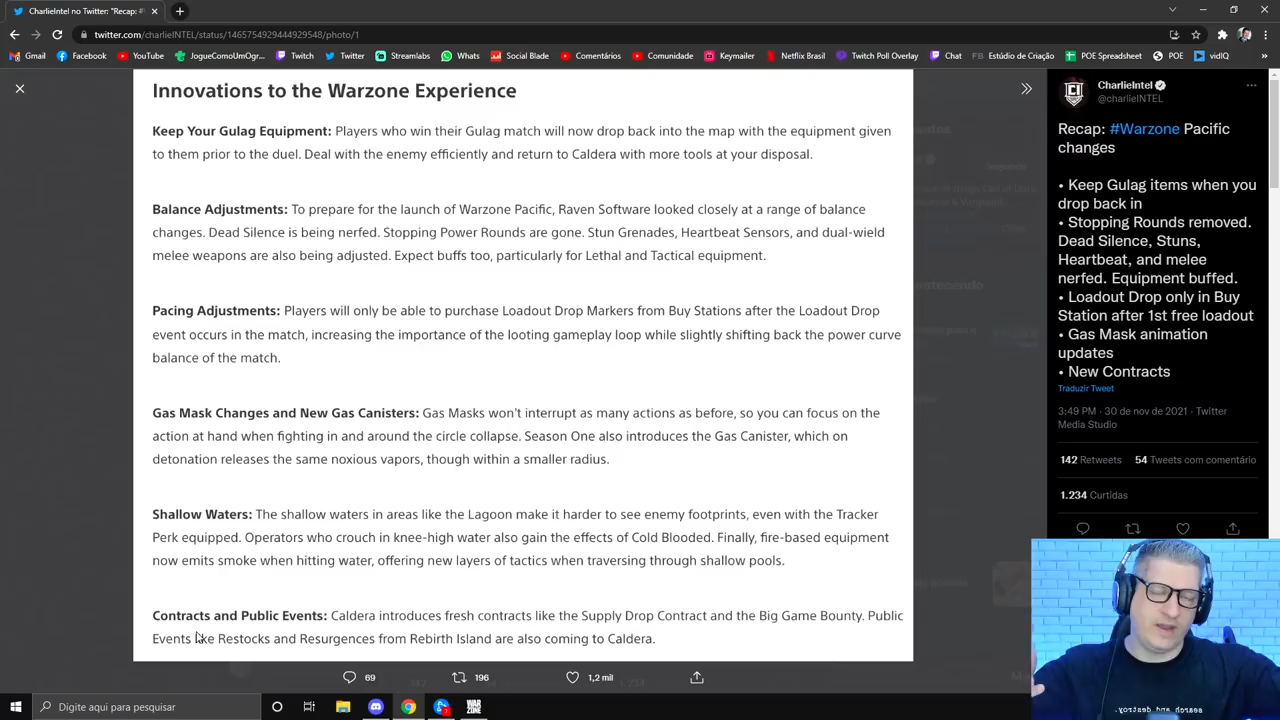 CharlieIntel no Twitter: "Recap: #
twitter.com/charlieINTEL/status/1465754929444929548/photo/1
Gmail
Facebook
YouTube
JogueComoUmOgr...
Twitch
Twitter
Streamlabs
Whats
Social Blade
Comentários
Comunidade
Keymailer
Netflix Brasil
Twitch Poll Overlay
Chat
Estúdio de Criação
POE Spreadsheet
POE
vidIQ
Innovations to the Warzone Experience
Keep Your Gulag Equipment: Players who win their Gulag match will now drop back into the map with the equipment given
to them prior to the duel. Deal with the enemy efficiently and return to Caldera with more tools at your disposal.
Balance Adjustments: To prepare for the launch of Warzone Pacific, Raven Software looked closely at a range of balance
changes. Dead Silence is being nerfed. Stopping Power Rounds are gone. Stun Grenades, Heartbeat Sensors, and dual-wield
melee weapons are also being adjusted. Expect buffs too, particularly for Lethal and Tactical equipment.
Pacing Adjustments: Players will only be able to purchase Loadout Drop Markers from Buy Stations after the Loadout Drop
event occurs in the match, increasing the importance of the looting gameplay loop while slightly shifting back the power curve
balance of the match.
Gas Mask Changes and New Gas Canisters: Gas Masks won't interrupt as many actions as before, so you can focus on the
action at hand when fighting in and around the circle collapse. Season One also introduces the Gas Canister, which on
detonation releases the same noxious vapors, though within a smaller radius.
Shallow Waters: The shallow waters in areas like the Lagoon make it harder to see enemy footprints, even with the Tracker
Perk equipped. Operators who crouch in knee-high water also gain the effects of Cold Blooded. Finally, fire-based equipment
now emits smoke when hitting water, offering new layers of tactics when traversing through shallow pools.
Contracts and Public Events: Caldera introduces fresh contracts like the Supply Drop Contract and the Big Game Bounty. Public
Events like Restocks and Resurgences from Rebirth Island are also coming to Caldera.
69
196
1,2 mil
CharlieIntel
@charlieINTEL
Recap: #Warzone Pacific
changes
• Keep Gulag items when you
drop back in
• Stopping Rounds removed.
Dead Silence, Stuns,
Heartbeat, and melee
nerfed. Equipment buffed.
• Loadout Drop only in Buy
Station after 1st free loadout
• Gas Mask animation
updates
• New Contracts
Traduzir Tweet
3:49 PM · 30 de nov de 2021 · Twitter
Media Studio
142 Retweets 54 Tweets com comentário
1.234 Curtidas
search and destroy.
Digite aqui para pesquisar
WAR
ZONE